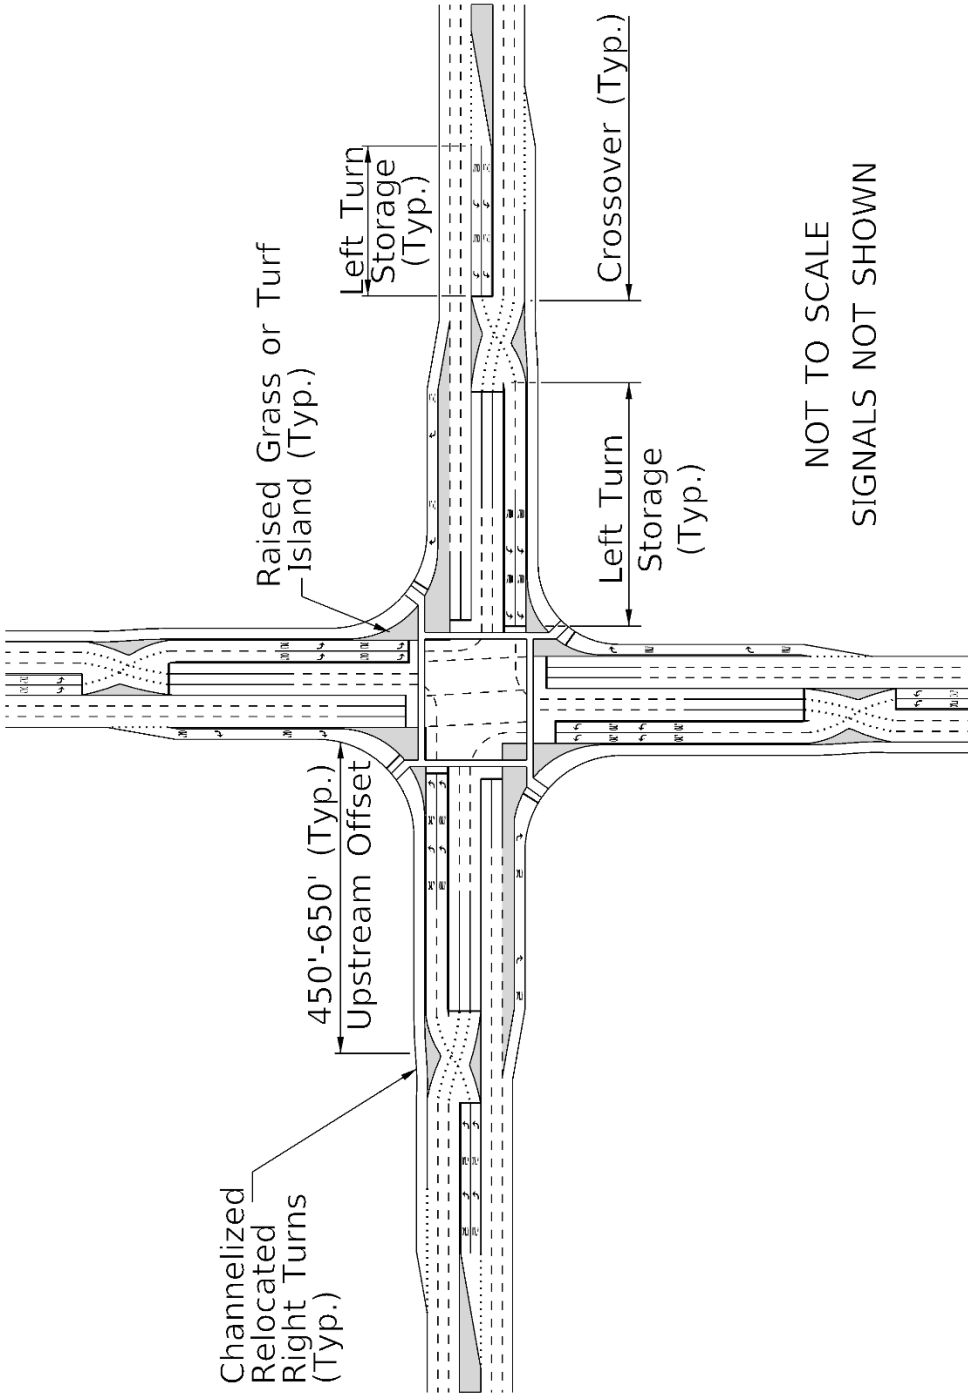 Channelized
Relocated
Right Turns
(Typ.)
450'-650' (Typ.)
Upstream Offset
Raised Grass or Turf
Island (Typ.)
Left Turn
Storage
(Typ.)
Left Turn
Storage
(Typ.)
Crossover (Typ.)
NOT TO SCALE
SIGNALS NOT SHOWN